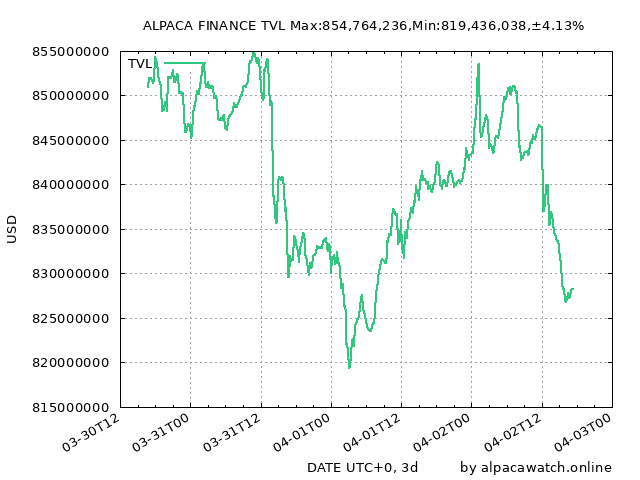 ALPACA FINANCE TVL Max:854,764,236,Min:819,436,038,±4.13%
855000000
TVL
850000000
845000000
840000000
835000000
USD
830000000
825000000
820000000
815000000
03-30T12
03-31T00
03-31T12
04-01T00
04-01T12
04-02T00
04-02T12
04-03T00
DATE UTC+0, 3d
by alpacawatch.online